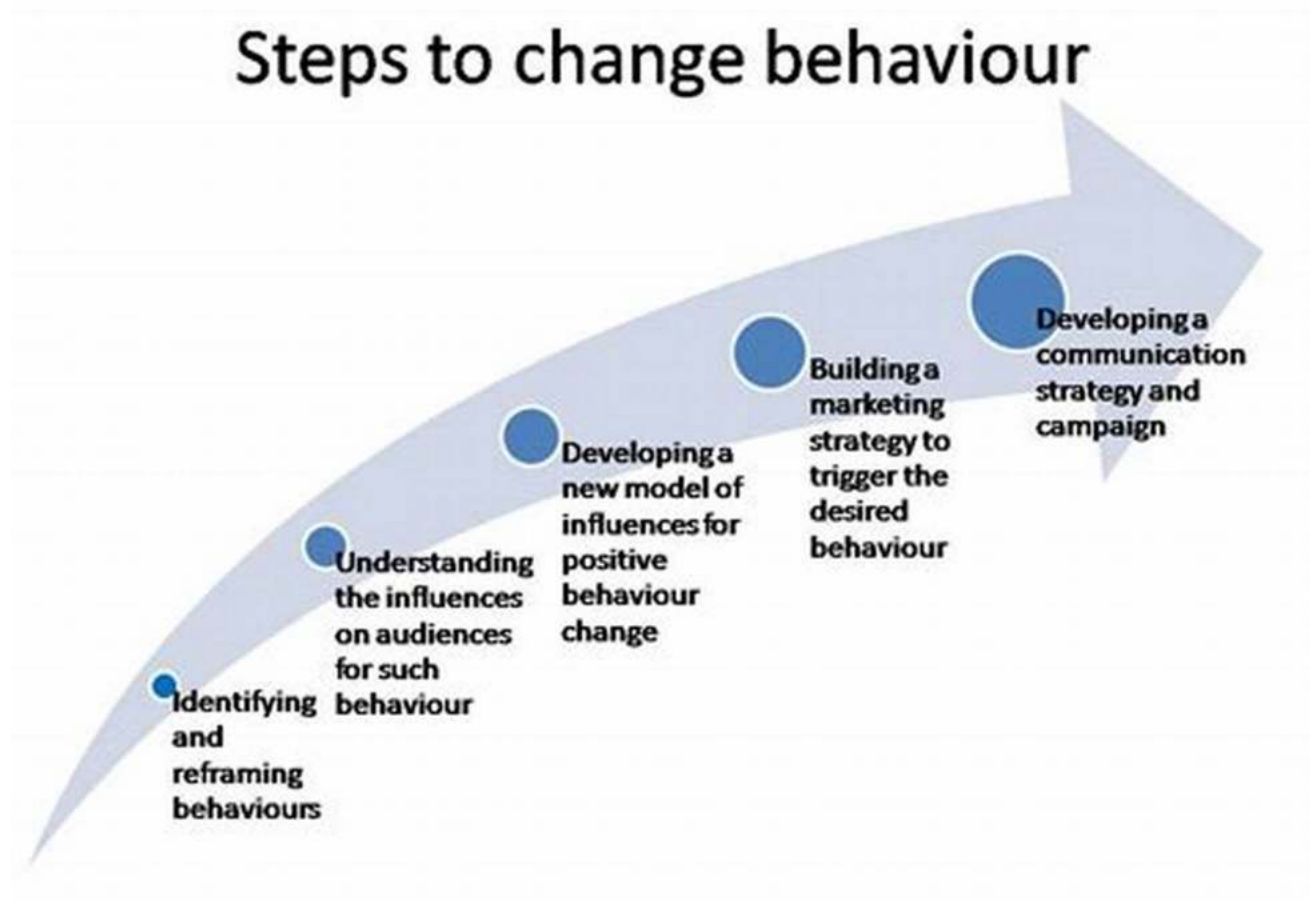 Steps to change behaviour
Identifying
and
reframing
behaviours
Understanding
the influences
on audiences
for such
behaviour
Developing a
new model of
influences for
positive
behaviour
change
Building a
marketing
strategy to
trigger the
desired
behaviour
Developing a
communication
strategy and
campaign